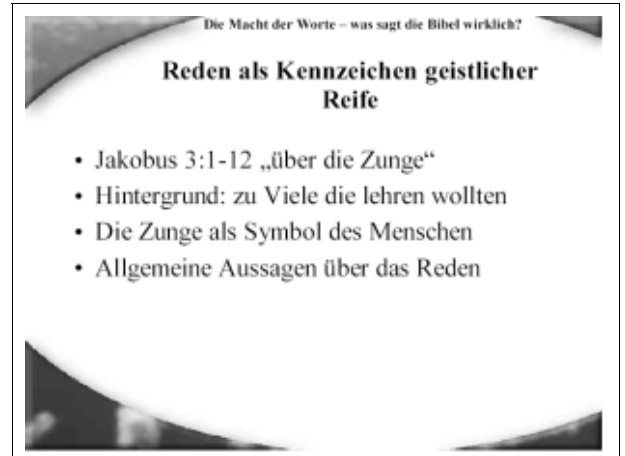 Die Macht der Worte – was sagt die Bibel wirklich?
Reden als Kennzeichen geistlicher
Reife
• Jakobus 3:1-12 „über die Zunge“
• Hintergrund: zu Viele die lehren wollten
• Die Zunge als Symbol des Menschen
• Allgemeine Aussagen über das Reden